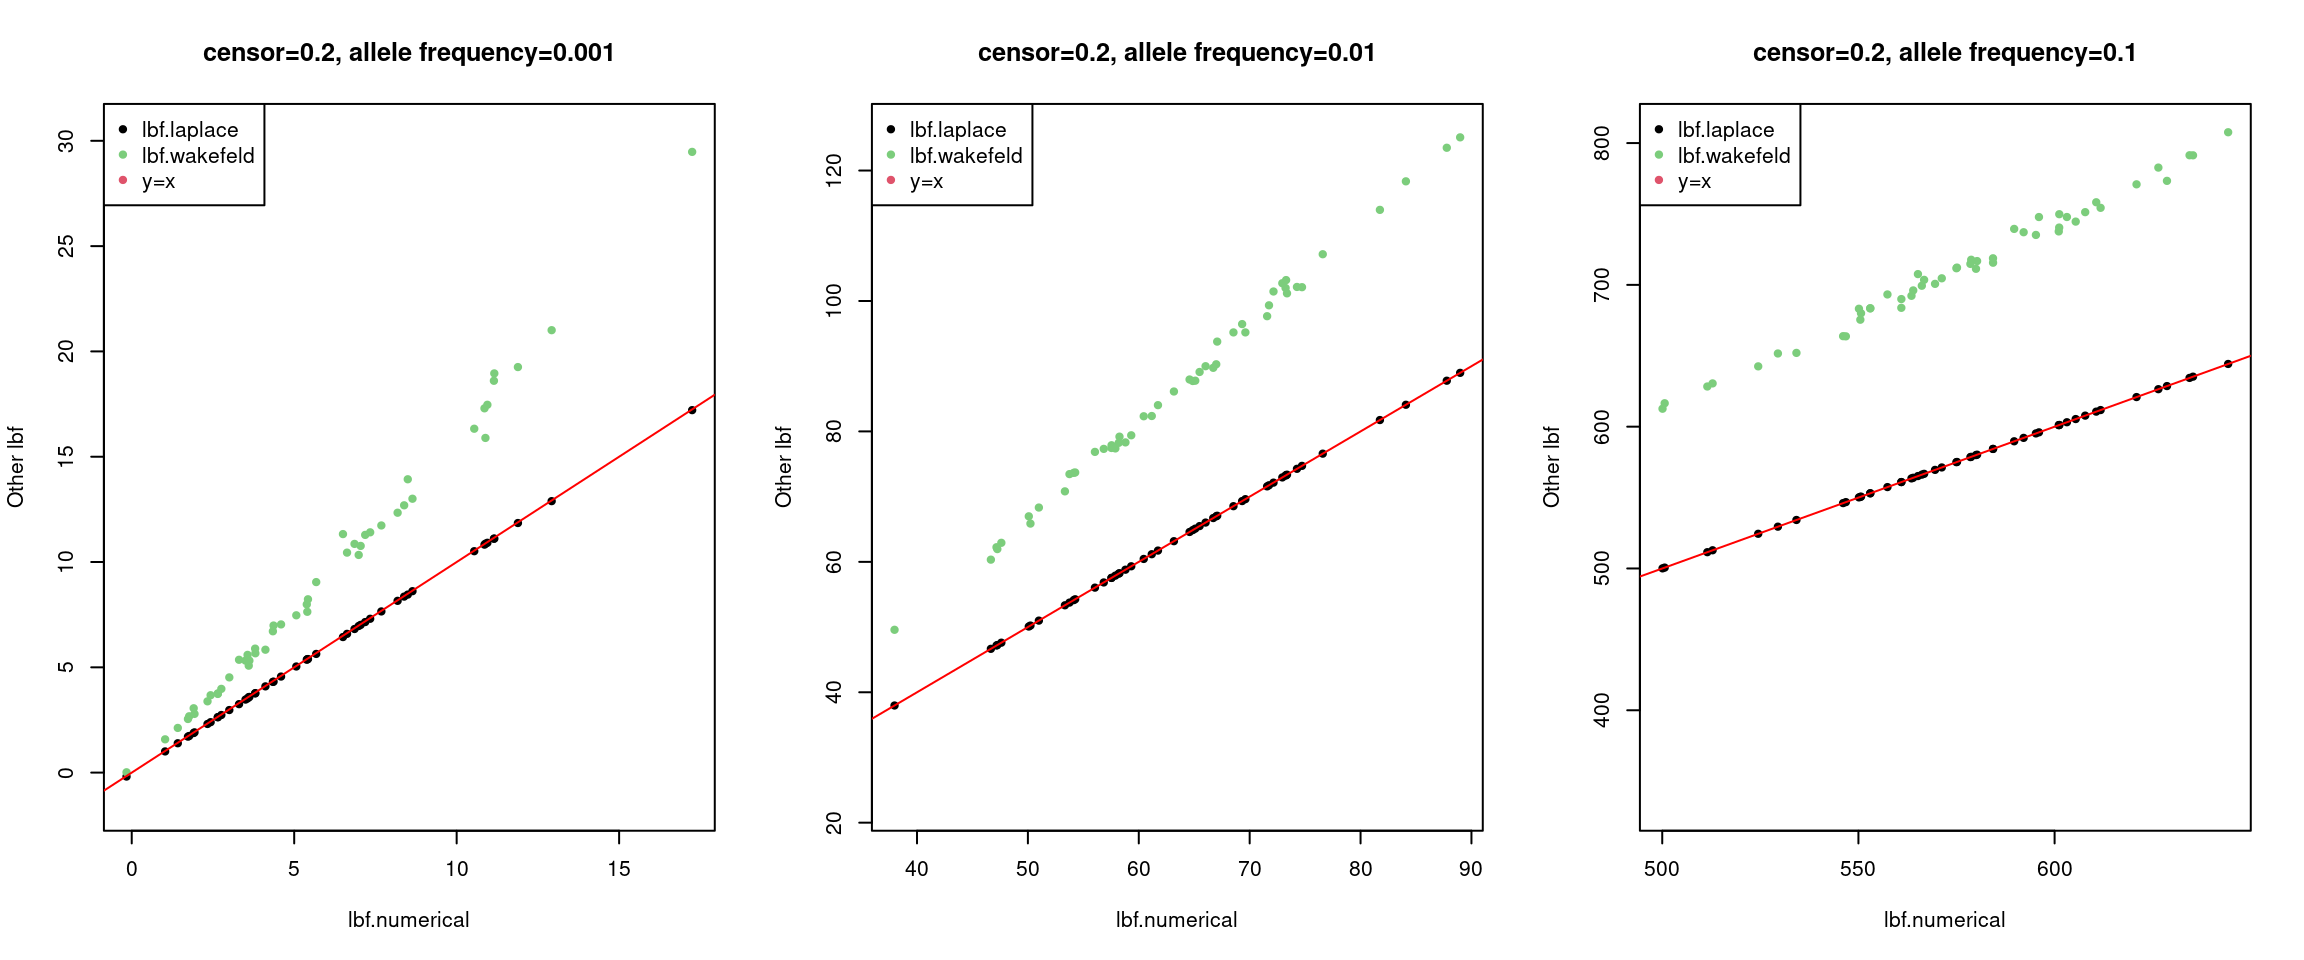 censor=0.2, allele frequency=0.001
lbf.laplace
lbf.wakefeld
y=x
30
25
20
15
10
5
0
Other lbf
0 5 10 15
lbf.numerical
censor=0.2, allele frequency=0.01
lbf.laplace
lbf.wakefeld
y=x
120
100
80
60
40
20
Other lbf
40 50 60 70 80 90
lbf.numerical
censor=0.2, allele frequency=0.1
lbf.laplace
lbf.wakefeld
y=x
800
700
600
500
400
Other lbf
500 550 600
lbf.numerical